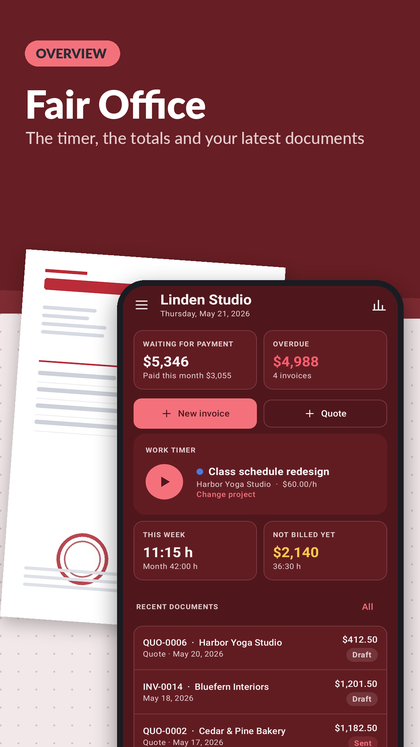 OVERVIEW
Fair Office
The timer, the totals and your latest documents
Linden Studio
Thursday, May 21, 2026
WAITING FOR PAYMENT
$5,346
Paid this month $3,055
OVERDUE
$4,988
4 invoices
+ New invoice
+ Quote
WORK TIMER
Class schedule redesign
Harbor Yoga Studio · $60.00/h
Change project
THIS WEEK
11:15 h
Month 42:00 h
NOT BILLED YET
$2,140
36:30 h
RECENT DOCUMENTS
All
QUO-0006 · Harbor Yoga Studio
$412.50
Quote · May 20, 2026
Draft
INV-0014 · Bluefern Interiors
$1,201.50
May 18, 2026
Draft
QUO-0002 · Cedar & Pine Bakery
$1,182.50
Quote · May 17, 2026
Sent